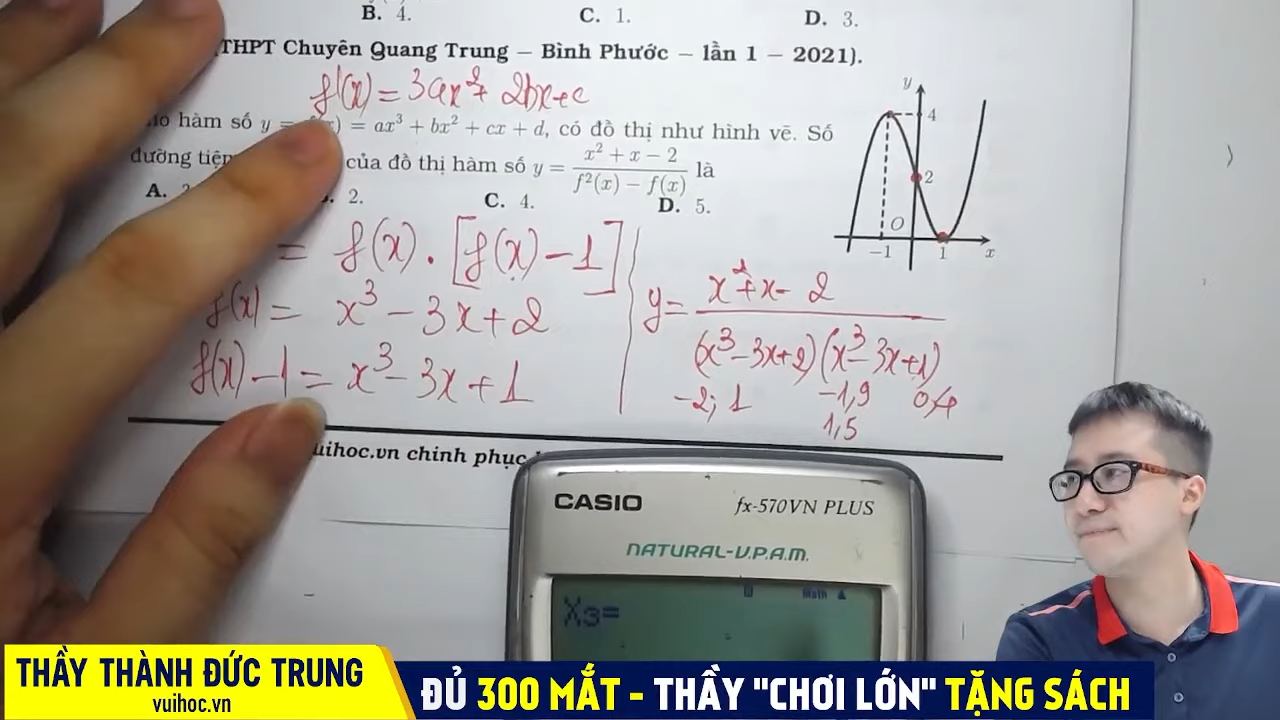 B. 4. C. 1. D. 3.
(THPT Chuyên Quang Trung – Bình Phước – lần 1 – 2021).
f'(x) = 3ax² + 2bx + c
hàm số y = = ax³ + bx² + cx + d, có đồ thị như hình vẽ. Số
đường của đồ thị hàm số y = (x² + x − 2)/(f²(x) − f(x)) là
A. 2. C. 4. D. 5.
y
4
2
O
−1 1 x
= f(x) . [f(x) − 1]
f(x) = x³ − 3x + 2
f(x) − 1 = x³ − 3x + 1
y = (x² + x − 2)/((x³ − 3x + 2)(x³ − 3x + 1))
−2; 1 −1,9 0,4
1,5
vuihoc.vn chinh phục
CASIO fx-570VN PLUS
NATURAL-V.P.A.M.
Math ▲
X3=
THẦY THÀNH ĐỨC TRUNG
vuihoc.vn
ĐỦ 300 MẮT - THẦY "CHƠI LỚN" TẶNG SÁCH